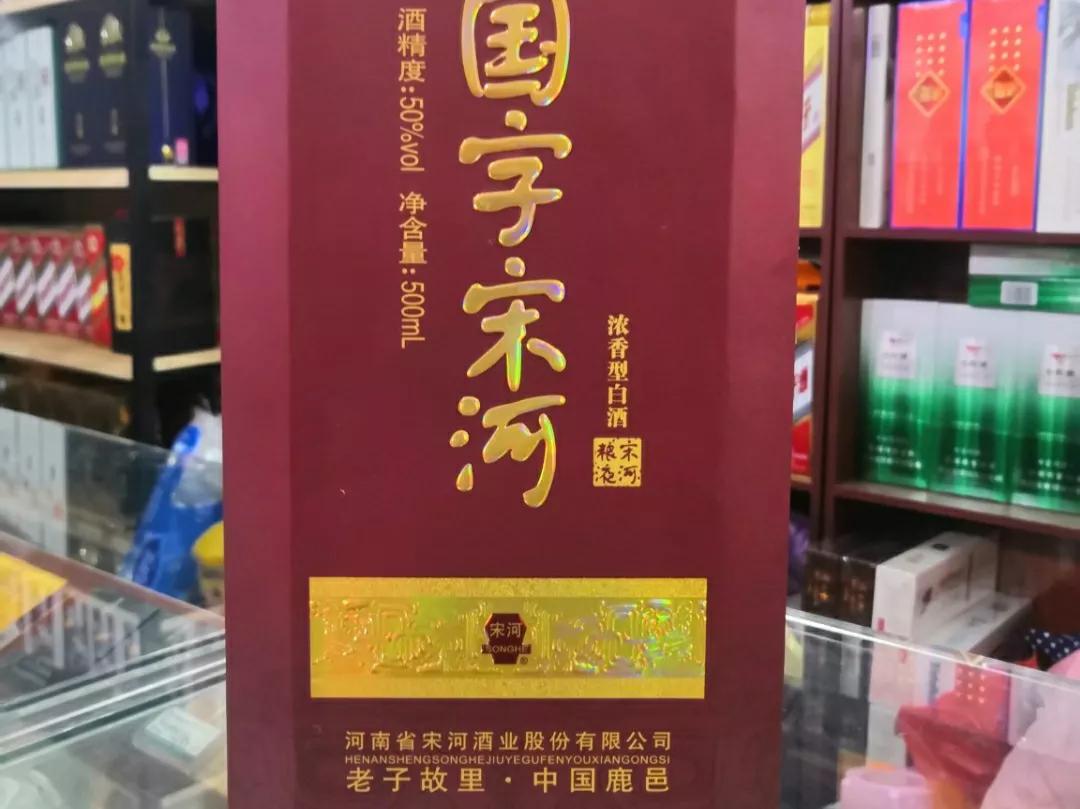 国字宋河
酒精度:50%vol 净含量:500mL
浓香型白酒
宋河
粮液
宋河
SONGHE
®
河南省宋河酒业股份有限公司
HENANSHENGSONGHEJIUYEGUFENYOUXIANGONGSI
老子故里·中国鹿邑